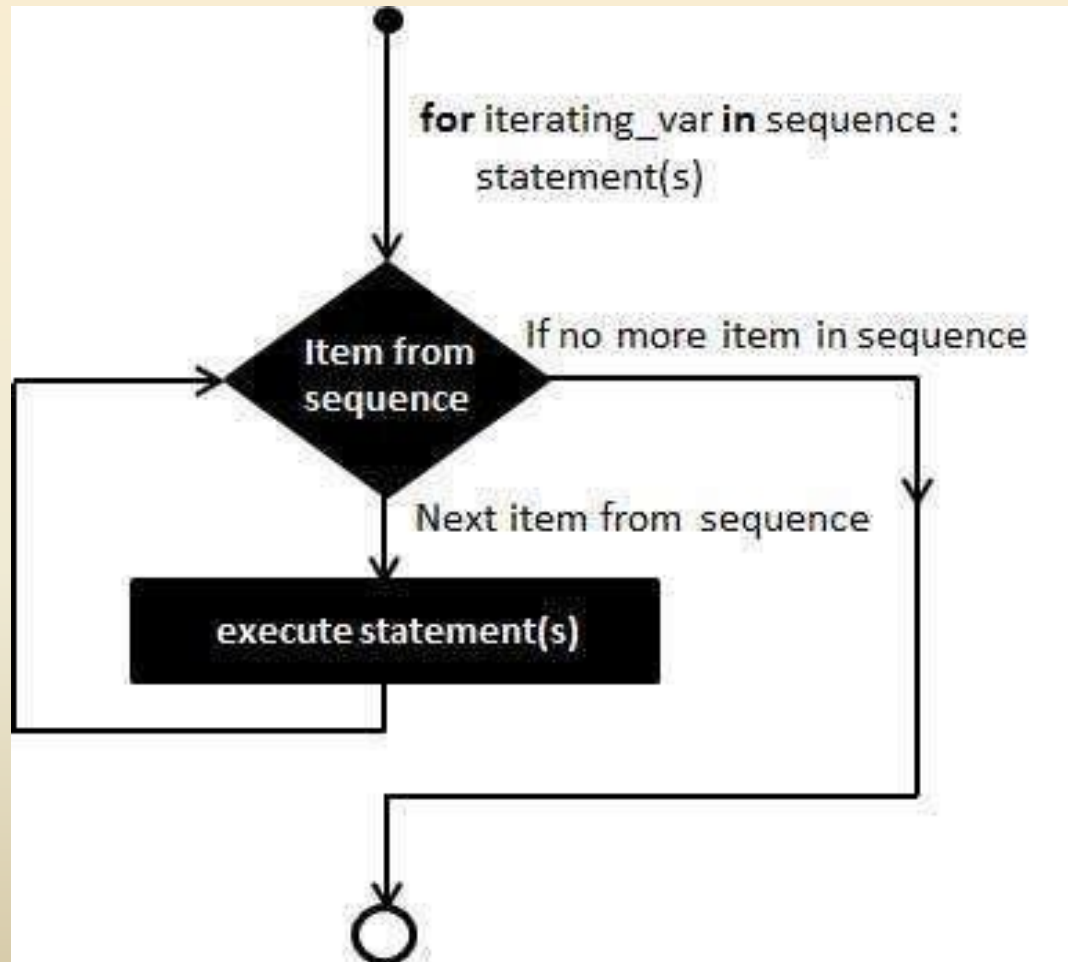 for iterating_var in sequence :
statement(s)
If no more item in sequence
Item from
sequence
Next item from sequence
execute statement(s)